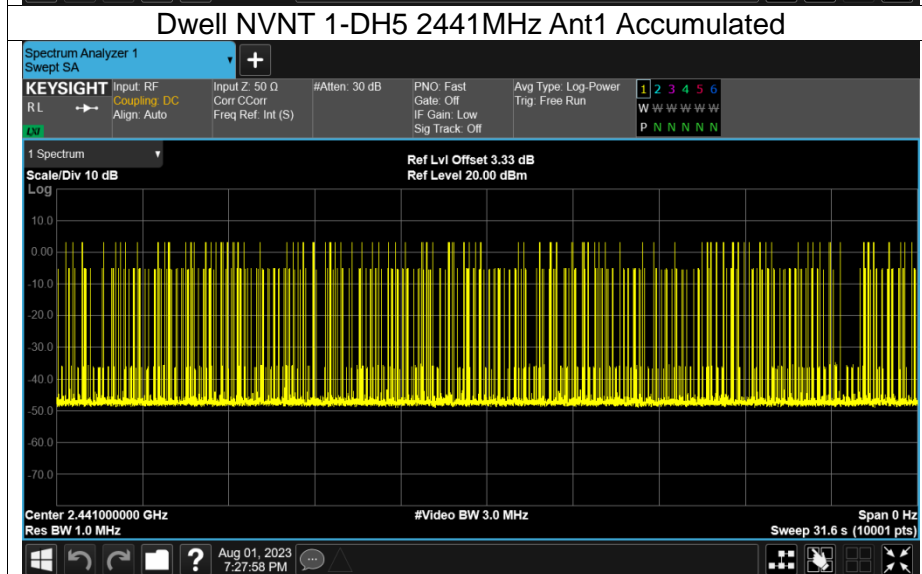 Dwell NVNT 1-DH5 2441MHz Ant1 Accumulated
Spectrum Analyzer 1
Swept SA
+
KEYSIGHT Input: RF Input Z: 50 Ω #Atten: 30 dB PNO: Fast Avg Type: Log-Power 1 2 3 4 5 6
R L Coupling: DC Corr CCorr Gate: Off Trig: Free Run W W W W W W
Align: Auto Freq Ref: Int (S) IF Gain: Low
LXI Sig Track: Off P N N N N N
1 Spectrum Ref Lvl Offset 3.33 dB
Scale/Div 10 dB Ref Level 20.00 dBm
Log
10.0
0.00
-10.0
-20.0
-30.0
-40.0
-50.0
-60.0
-70.0
Center 2.441000000 GHz #Video BW 3.0 MHz Span 0 Hz
Res BW 1.0 MHz Sweep 31.6 s (10001 pts)
? Aug 01, 2023
7:27:58 PM